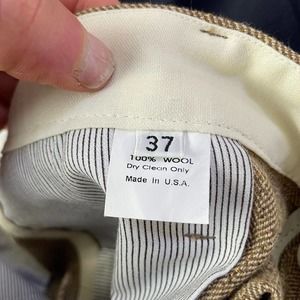 37
100% WOOL
Dry Clean Only
Made In U.S.A.